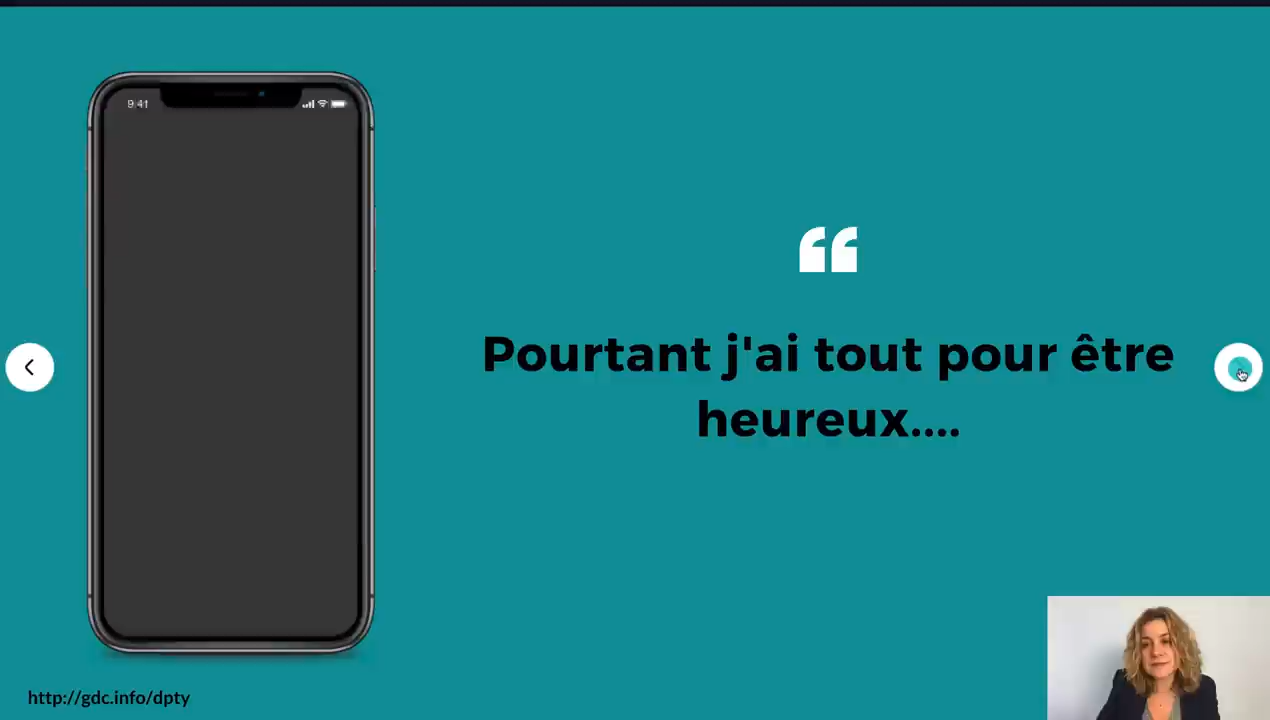 9:41
“
Pourtant j'ai tout pour être
heureux....
http://gdc.info/dpty